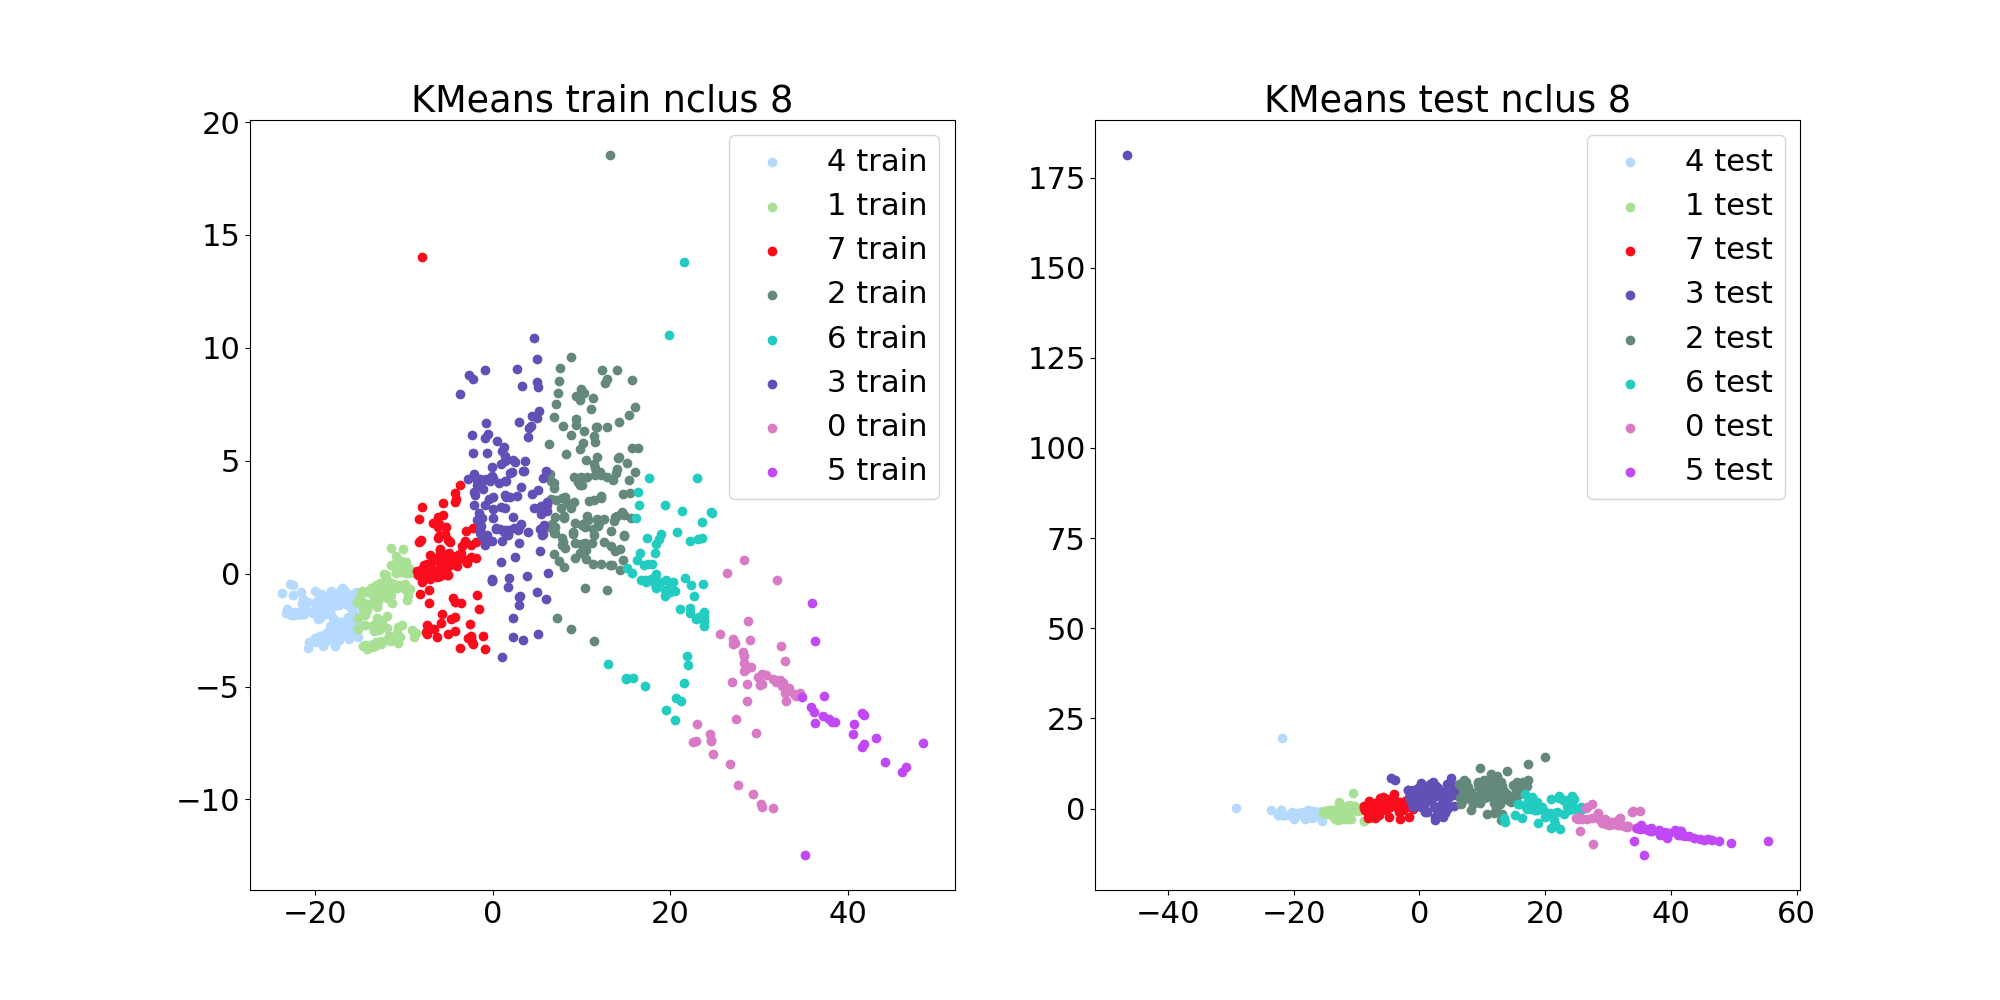 KMeans train nclus 8
20
15
10
5
0
−5
−10
−20
0
20
40
4 train
1 train
7 train
2 train
6 train
3 train
0 train
5 train
KMeans test nclus 8
175
150
125
100
75
50
25
0
−40
−20
0
20
40
60
4 test
1 test
7 test
3 test
2 test
6 test
0 test
5 test